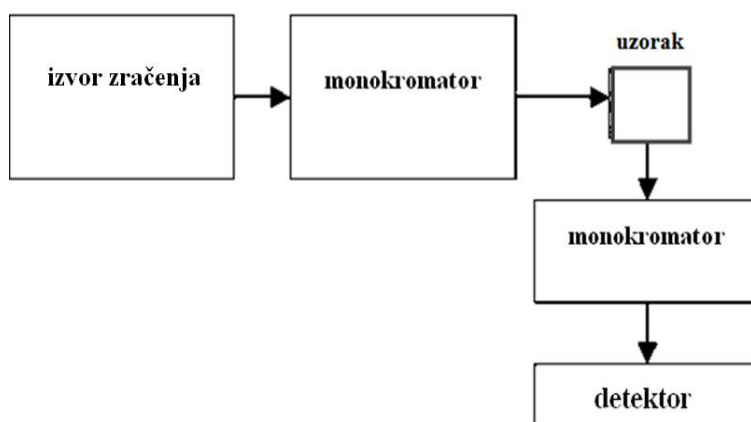 uzorak
izvor zračenja
monokromator
monokromator
detektor